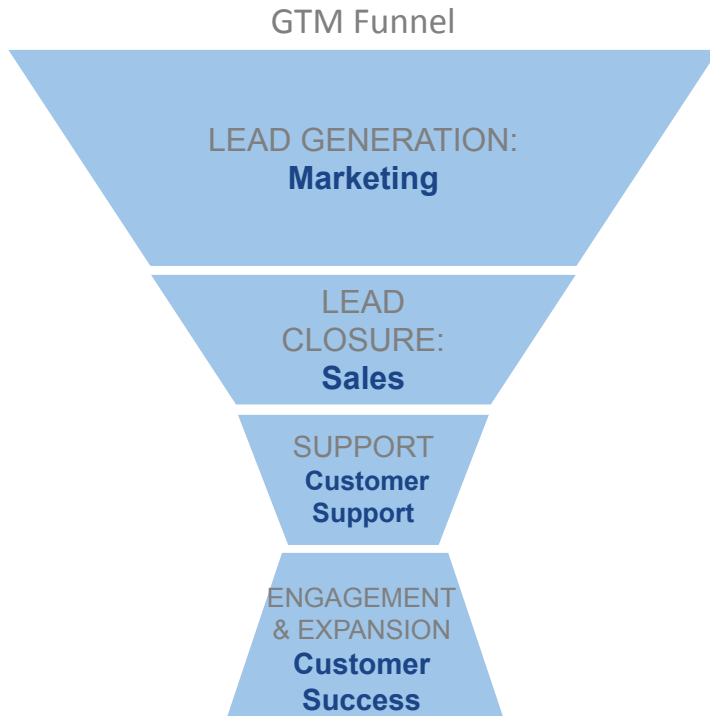 GTM Funnel
LEAD GENERATION:
Marketing
LEAD
CLOSURE:
Sales
SUPPORT
Customer
Support
ENGAGEMENT
& EXPANSION
Customer
Success